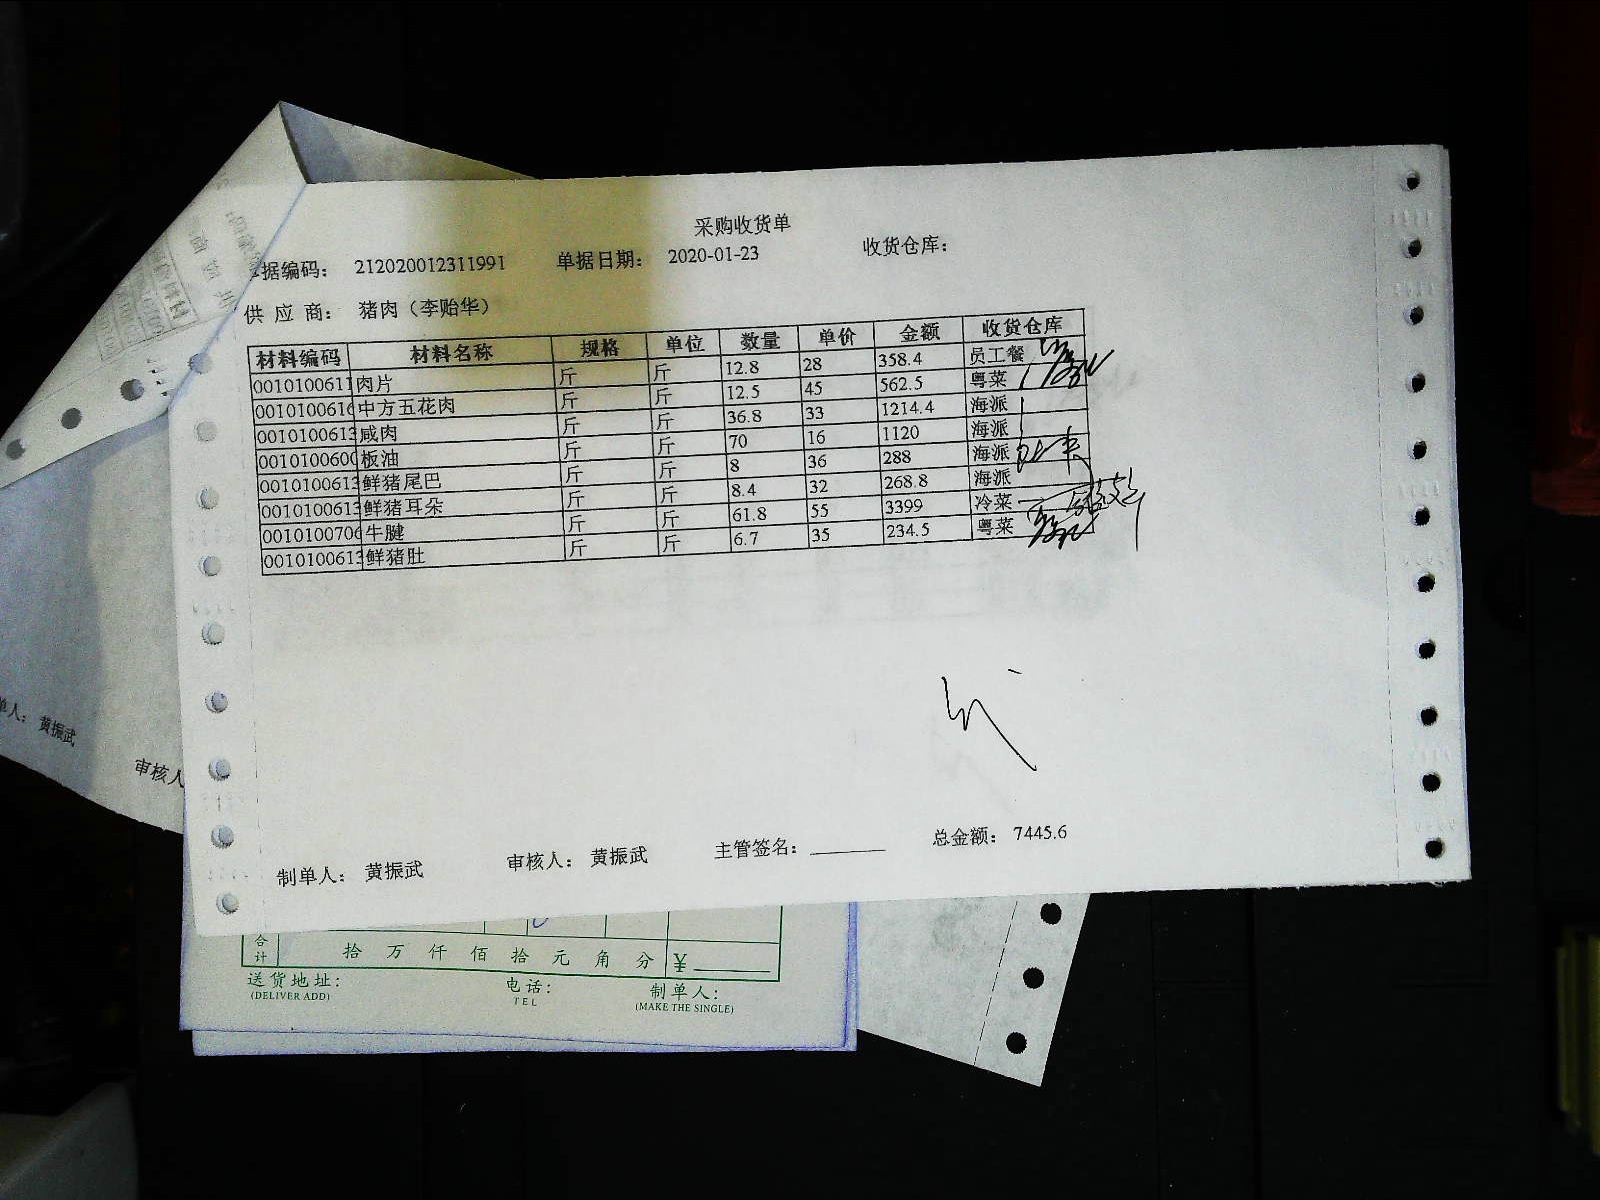 采购收货单
单据编码： 212020012311991 单据日期： 2020-01-23 收货仓库：
供 应 商： 猪肉（李贻华）
材料编码 材料名称 规格 单位 数量 单价 金额 收货仓库
0010100611 肉片 斤 斤 12.8 28 358.4 员工餐
0010100616 中方五花肉 斤 斤 12.5 45 562.5 粤菜
0010100613 咸肉 斤 斤 36.8 33 1214.4 海派
0010100600 板油 斤 斤 70 16 1120 海派
0010100613 鲜猪尾巴 斤 斤 8 36 288 海派
0010100613 鲜猪耳朵 斤 斤 8.4 32 268.8 海派
0010100706 牛腱 斤 斤 61.8 55 3399 冷菜
0010100613 鲜猪肚 斤 斤 6.7 35 234.5 粤菜
制单人： 黄振武 审核人： 黄振武 主管签名：________ 总金额： 7445.6
单人： 黄振武
审核人
合计 拾 万 仟 佰 拾 元 角 分 ¥________
送货地址： 电话： 制单人：
(DELIVER ADD) TEL (MAKE THE SINGLE)